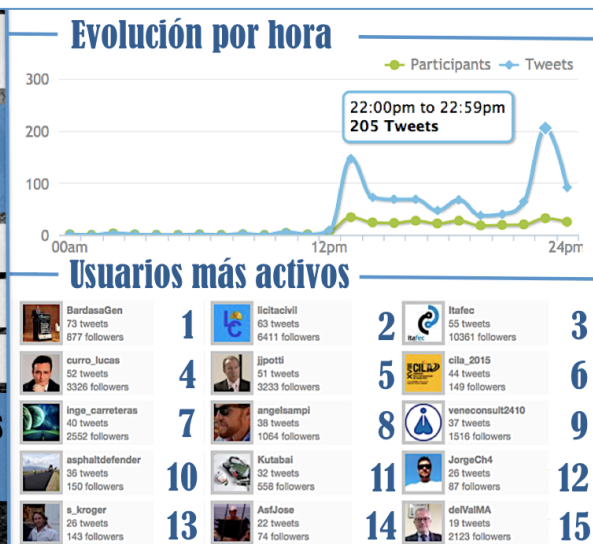 Evolución por hora
Participants Tweets
300
22:00pm to 22:59pm
205 Tweets
200
100
0
00am 12pm 24pm
Usuarios más activos
BardasaGen
73 tweets
877 followers
1
licitacivil
63 tweets
6411 followers
2
Itafec
55 tweets
10361 followers
3
curro_lucas
52 tweets
3326 followers
4
jjpotti
51 tweets
3233 followers
5
cila_2015
44 tweets
149 followers
6
inge_carreteras
40 tweets
2552 followers
7
angelsampi
38 tweets
1064 followers
8
veneconsult2410
37 tweets
1516 followers
9
asphaltdefender
36 tweets
150 followers
10
Kutabai
32 tweets
558 followers
11
JorgeCh4
26 tweets
87 followers
12
s_kroger
26 tweets
143 followers
13
AsfJose
22 tweets
74 followers
14
delValMA
19 tweets
2123 followers
15
LC
itafec
CILA